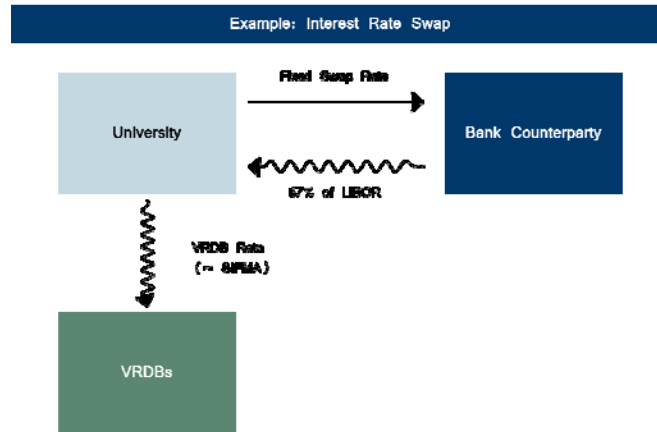 Example: Interest Rate Swap
Fixed Swap Rate
University
Bank Counterparty
67% of LIBOR
VRDB Rate
(~ SIFMA)
VRDBs